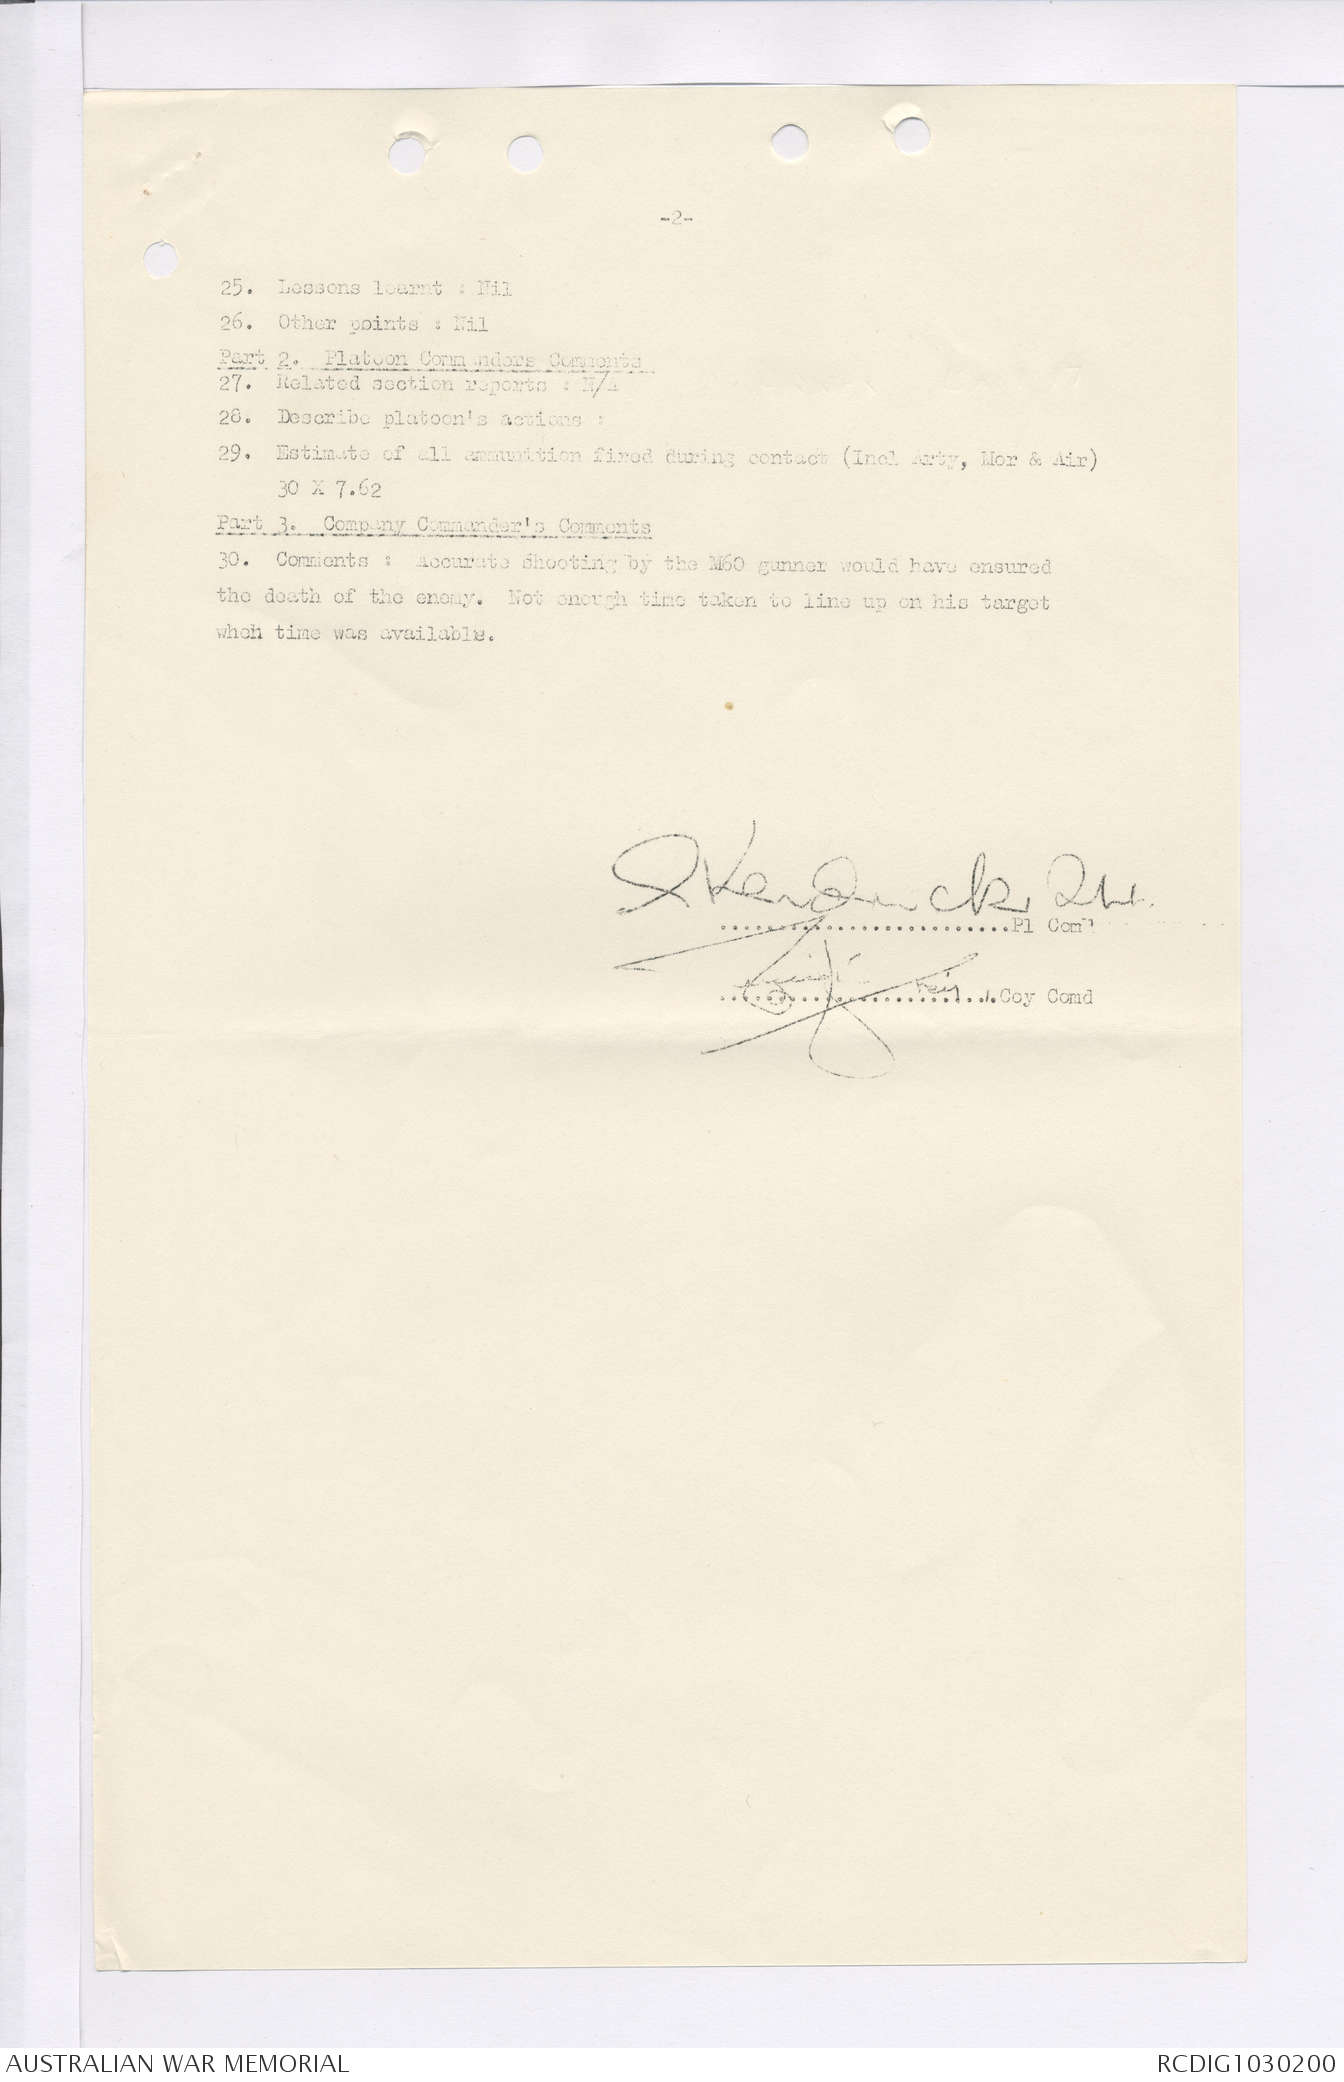 -2-
25. Lessons learnt : Nil
26. Other points : Nil
Part 2. Platoon Commanders Comments
27. Related section reports : N/A
28. Describe platoon's actions :
29. Estimate of all ammunition fired during contact (Incl Arty, Mor & Air)
30 X 7.62
Part 3. Company Commander's Comments
30. Comments : Accurate shooting by the M60 gunner would have ensured
the death of the enemy. Not enough time taken to line up on his target
when time was available.
Pl Com
Coy Comd
AUSTRALIAN WAR MEMORIAL
RCDIG1030200